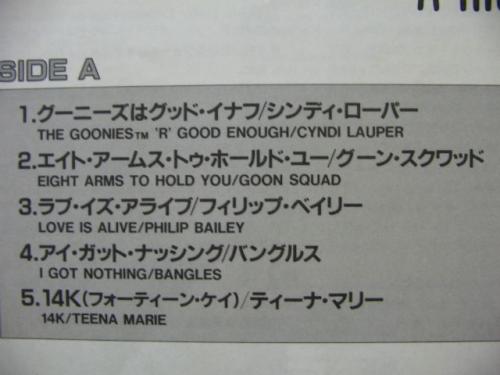 SIDE A
1.グーニーズはグッド・イナフ/シンディ・ローパー
THE GOONIES™ 'R' GOOD ENOUGH/CYNDI LAUPER
2.エイト・アームス・トゥ・ホールド・ユー/グーン・スクワッド
EIGHT ARMS TO HOLD YOU/GOON SQUAD
3.ラブ・イズ・アライブ/フィリップ・ベイリー
LOVE IS ALIVE/PHILIP BAILEY
4.アイ・ガット・ナッシング/バングルス
I GOT NOTHING/BANGLES
5.14K(フォーティーン・ケイ)/ティーナ・マリー
14K/TEENA MARIE